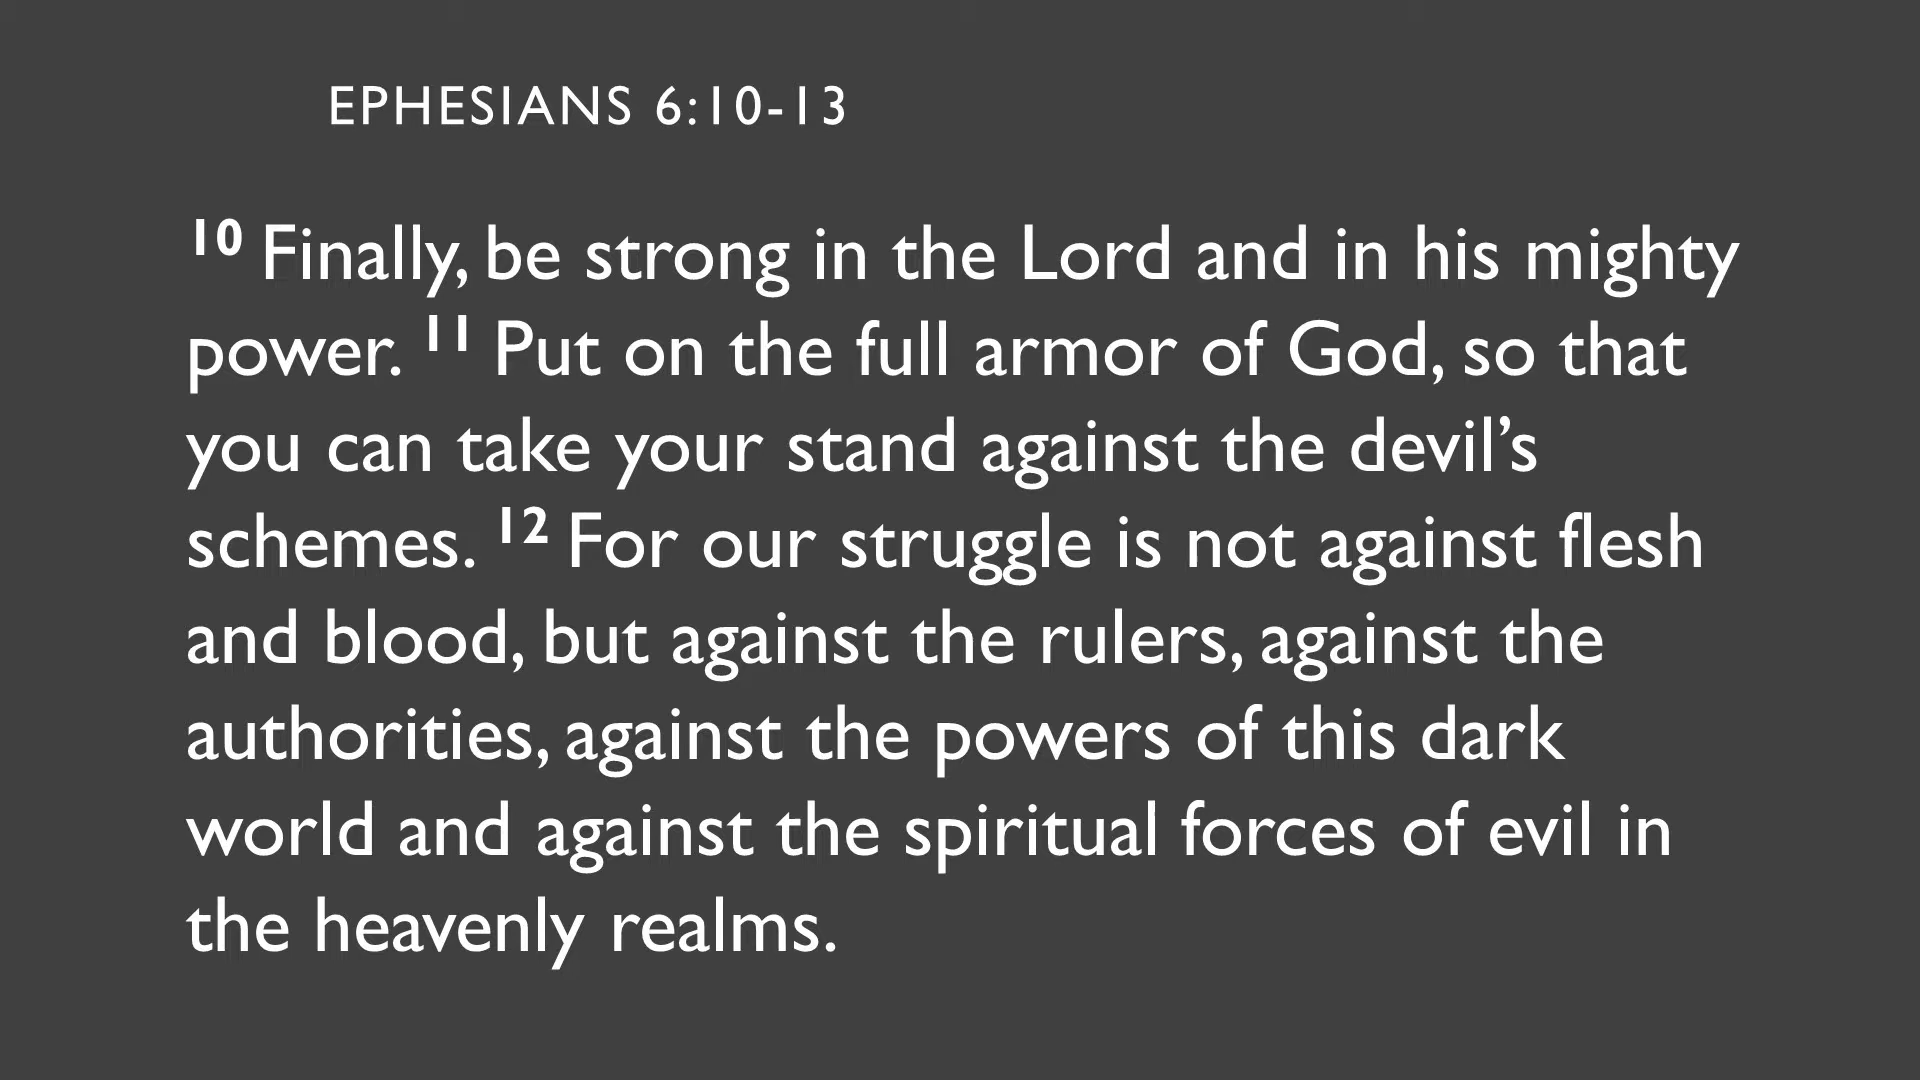 EPHESIANS 6:10-13
10 Finally, be strong in the Lord and in his mighty
power. 11 Put on the full armor of God, so that
you can take your stand against the devil’s
schemes. 12 For our struggle is not against flesh
and blood, but against the rulers, against the
authorities, against the powers of this dark
world and against the spiritual forces of evil in
the heavenly realms.